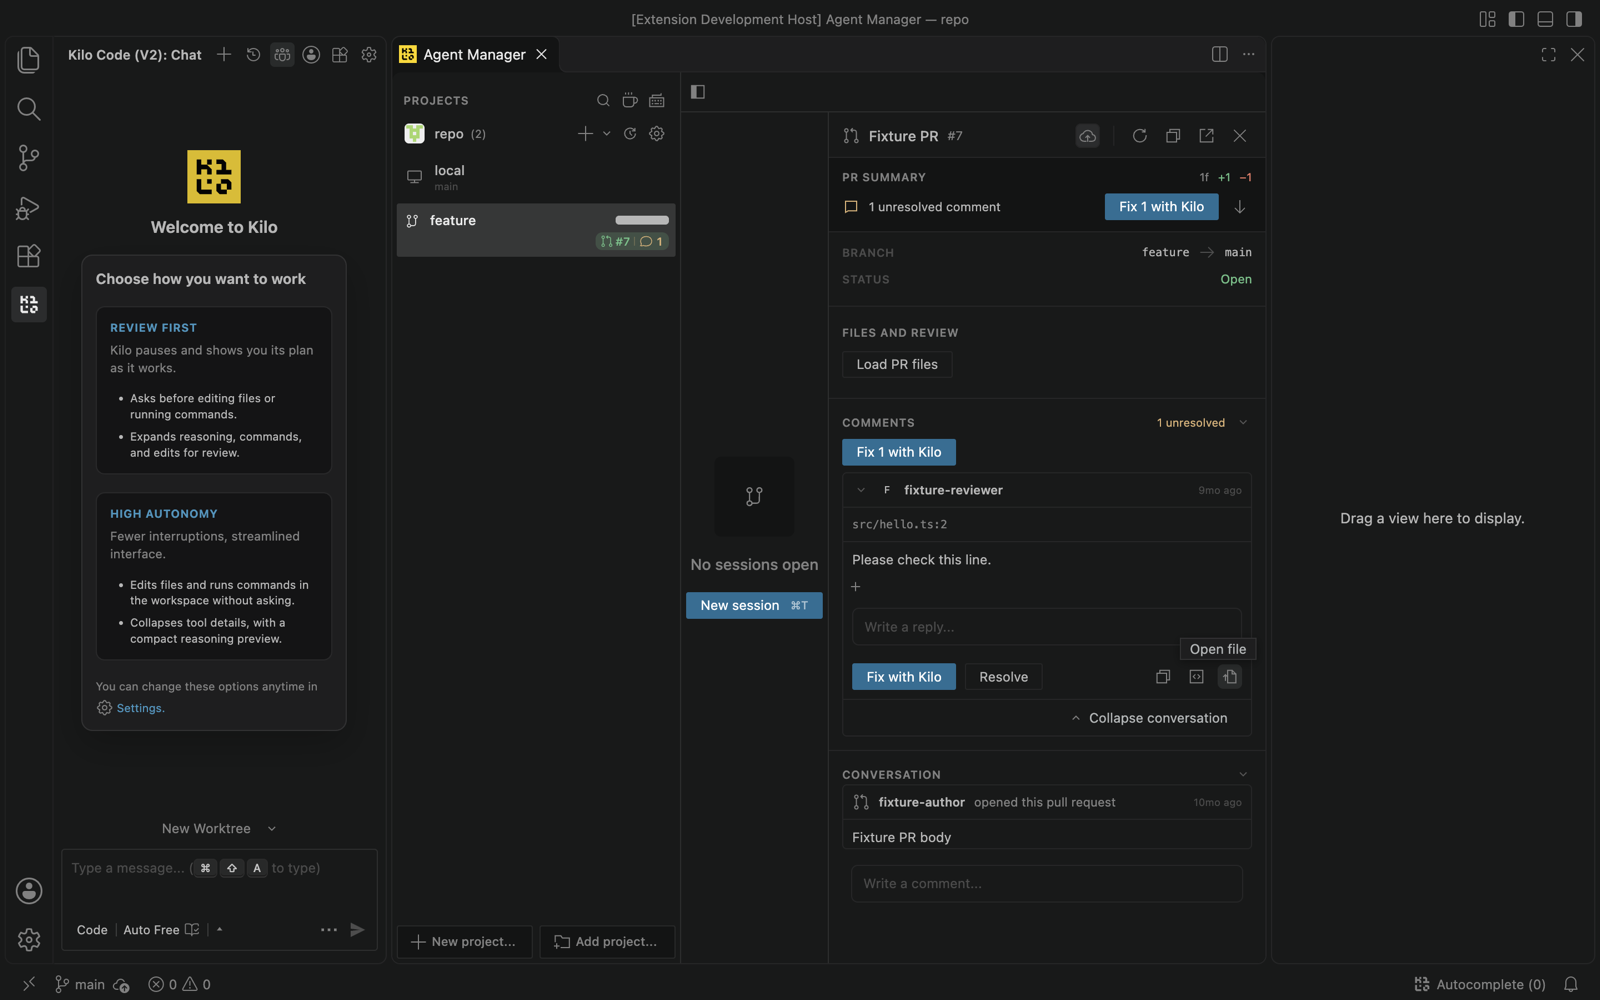 [Extension Development Host] Agent Manager — repo
Kilo Code (V2): Chat
Welcome to Kilo
Choose how you want to work
REVIEW FIRST
Kilo pauses and shows you its plan
as it works.
• Asks before editing files or
running commands.
• Expands reasoning, commands,
and edits for review.
HIGH AUTONOMY
Fewer interruptions, streamlined
interface.
• Edits files and runs commands in
the workspace without asking.
• Collapses tool details, with a
compact reasoning preview.
You can change these options anytime in
Settings.
New Worktree
Type a message... (⌘ ⇧ A to type)
Code
Auto Free
Agent Manager
PROJECTS
repo (2)
local
main
feature
#7
1
New project...
Add project...
No sessions open
New session ⌘T
Fixture PR #7
PR SUMMARY
1f +1 −1
1 unresolved comment
Fix 1 with Kilo
BRANCH
feature → main
STATUS
Open
FILES AND REVIEW
Load PR files
COMMENTS
1 unresolved
Fix 1 with Kilo
F fixture-reviewer
9mo ago
src/hello.ts:2
Please check this line.
Write a reply...
Open file
Fix with Kilo
Resolve
Collapse conversation
CONVERSATION
fixture-author opened this pull request
10mo ago
Fixture PR body
Write a comment...
Drag a view here to display.
main
0
0
Autocomplete (0)